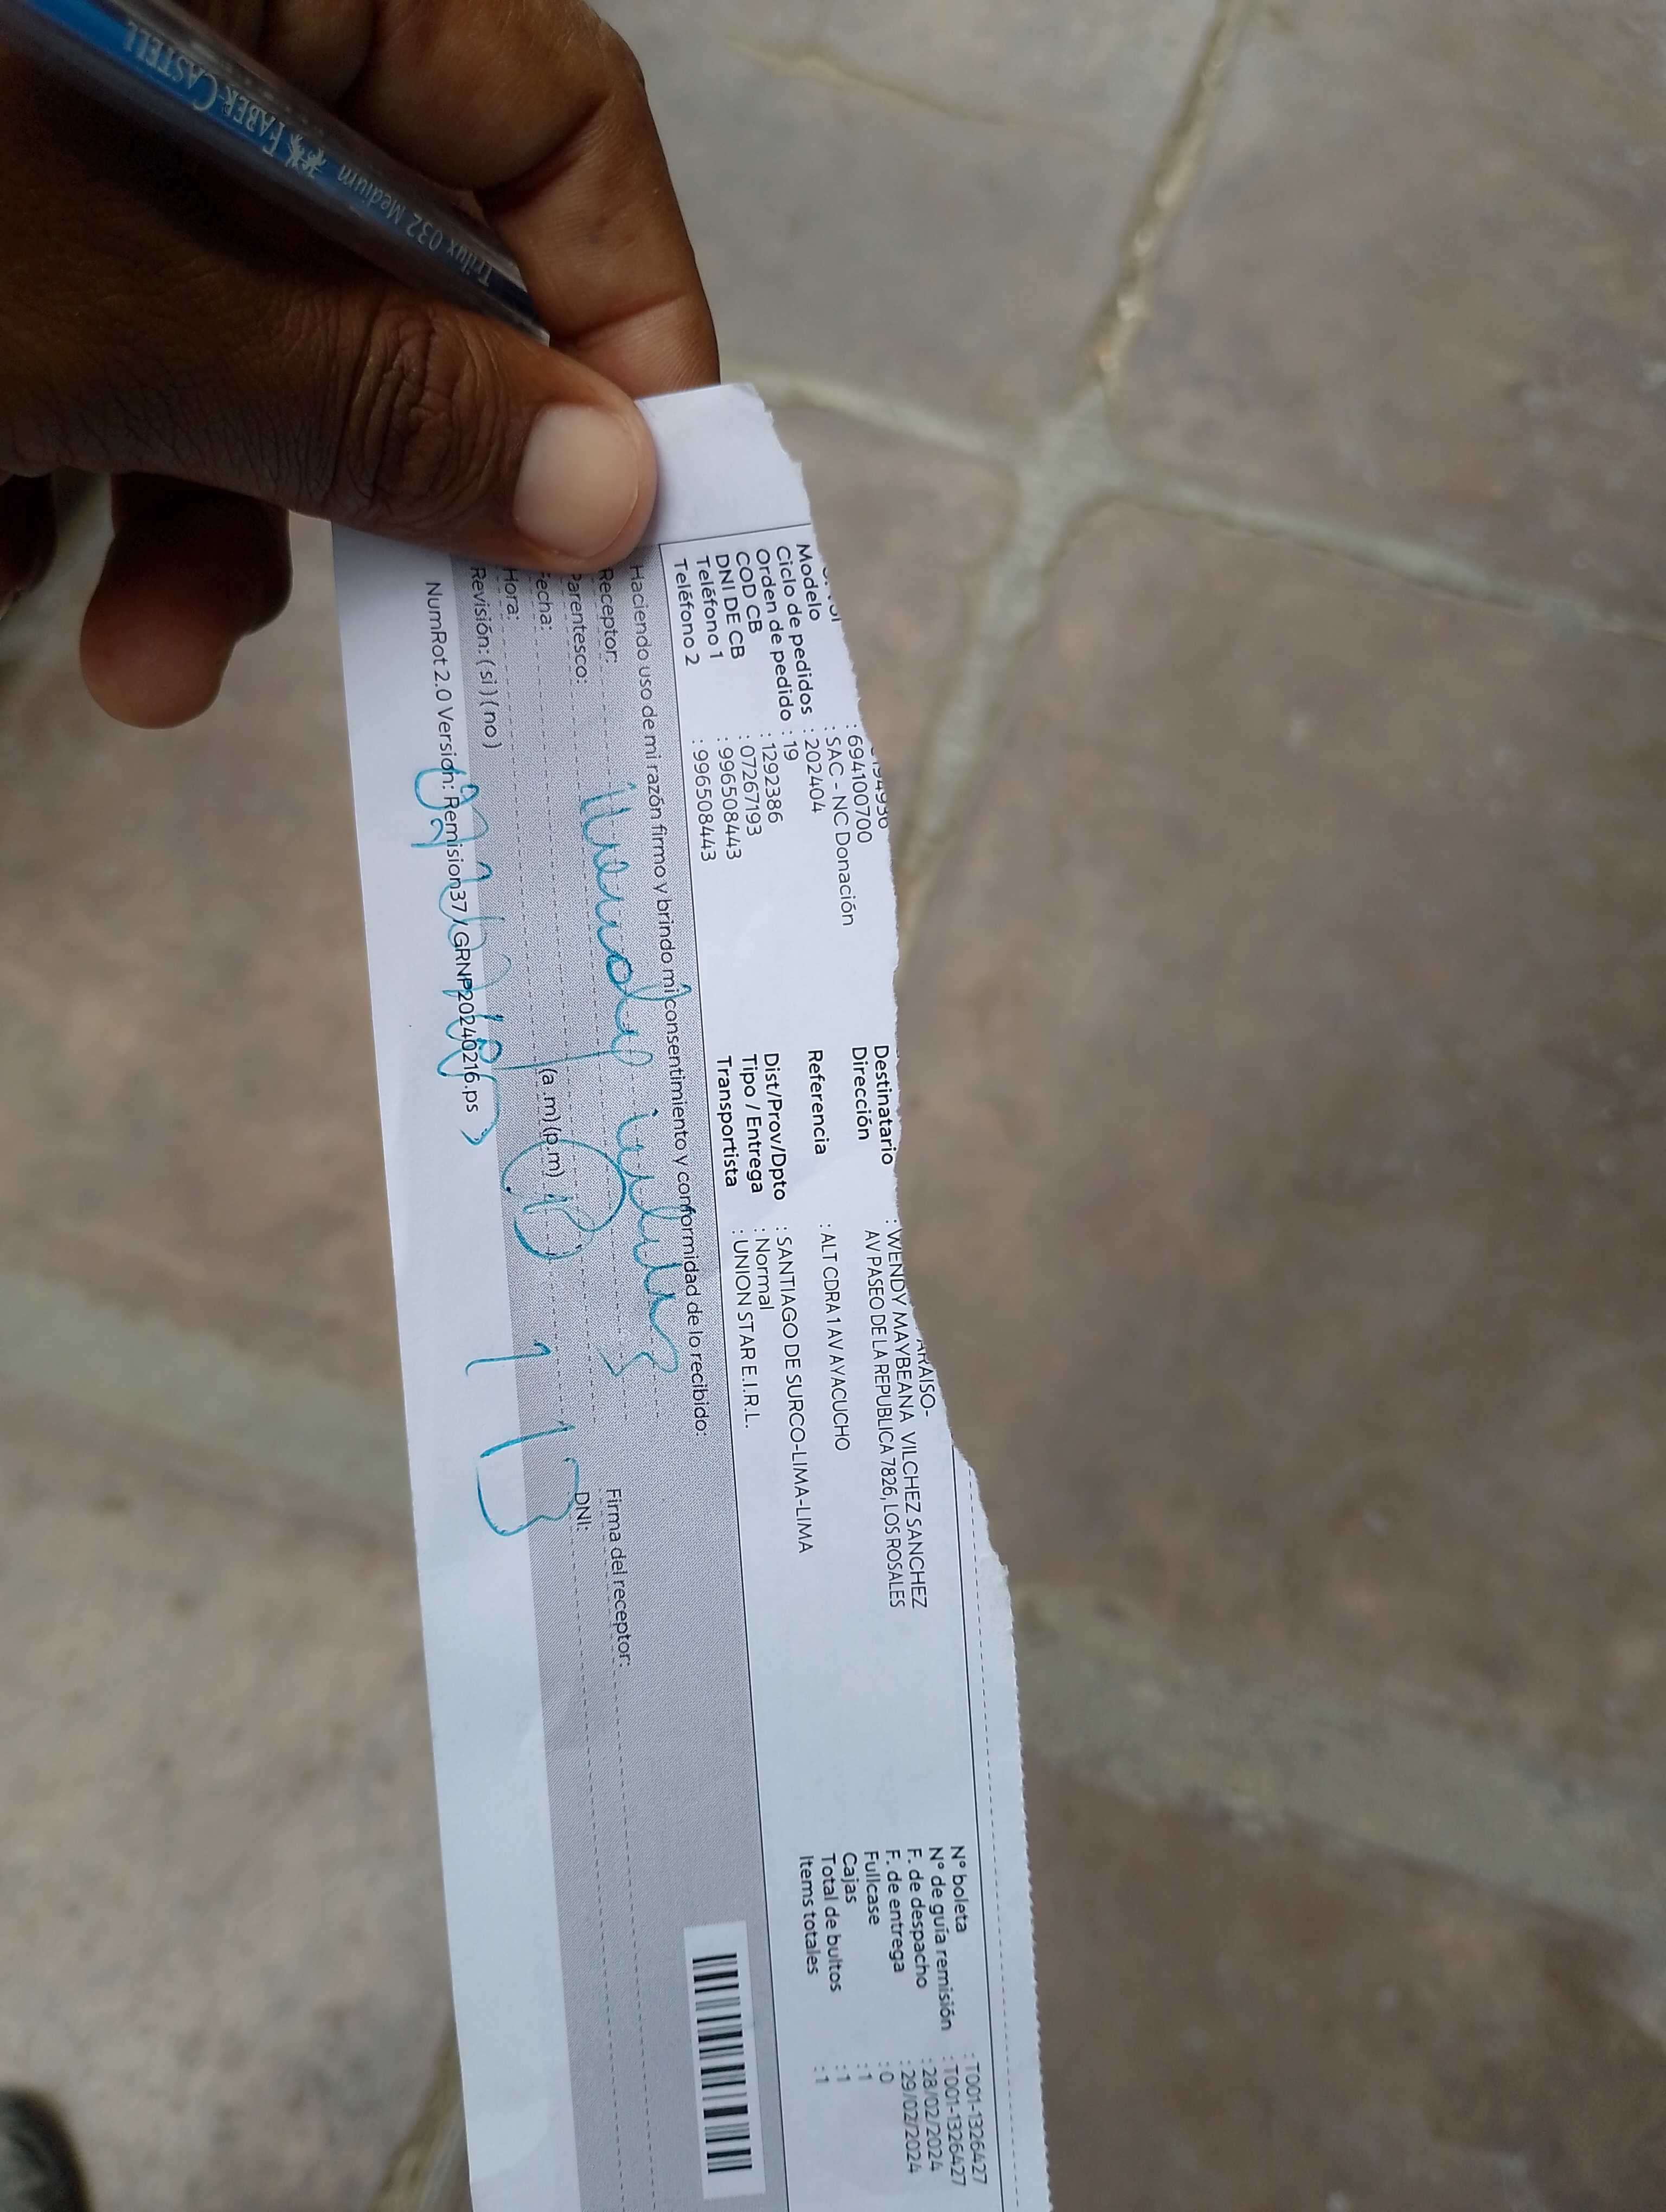 FABER-CASTELL
Trilux 032 Medium
ARAISO-
: 694100700
Modelo : SAC - NC Donación
Ciclo de pedidos : 202404
Orden de pedido : 19
COD CB : 1292386
DNI DE CB : 07267193
Teléfono 1 : 996508443
Teléfono 2 : 996508443
Destinatario : WENDY MAYBEANA VILCHEZ SANCHEZ
Dirección AV PASEO DE LA REPUBLICA 7826, LOS ROSALES
Referencia : ALT CDRA 1 AV AYACUCHO
Dist/Prov/Dpto : SANTIAGO DE SURCO-LIMA-LIMA
Tipo / Entrega : Normal
Transportista : UNION STAR E.I.R.L.
N° boleta : T001-1326427
N° de guía remisión : T001-1326427
F. de despacho : 28/02/2024
F. de entrega : 29/02/2024
Fullcase : 0
Cajas : 1
Total de bultos : 1
Items totales : 1
Haciendo uso de mi razón firmo y brindo mi consentimiento y conformidad de lo recibido:
Receptor:
Firma del receptor:
Parentesco:
DNI:
Fecha:
Hora: (a .m) (p.m)
Revisión: ( si ) ( no )
NumRot 2.0 Version: Remision37 / GRNP20240216.ps